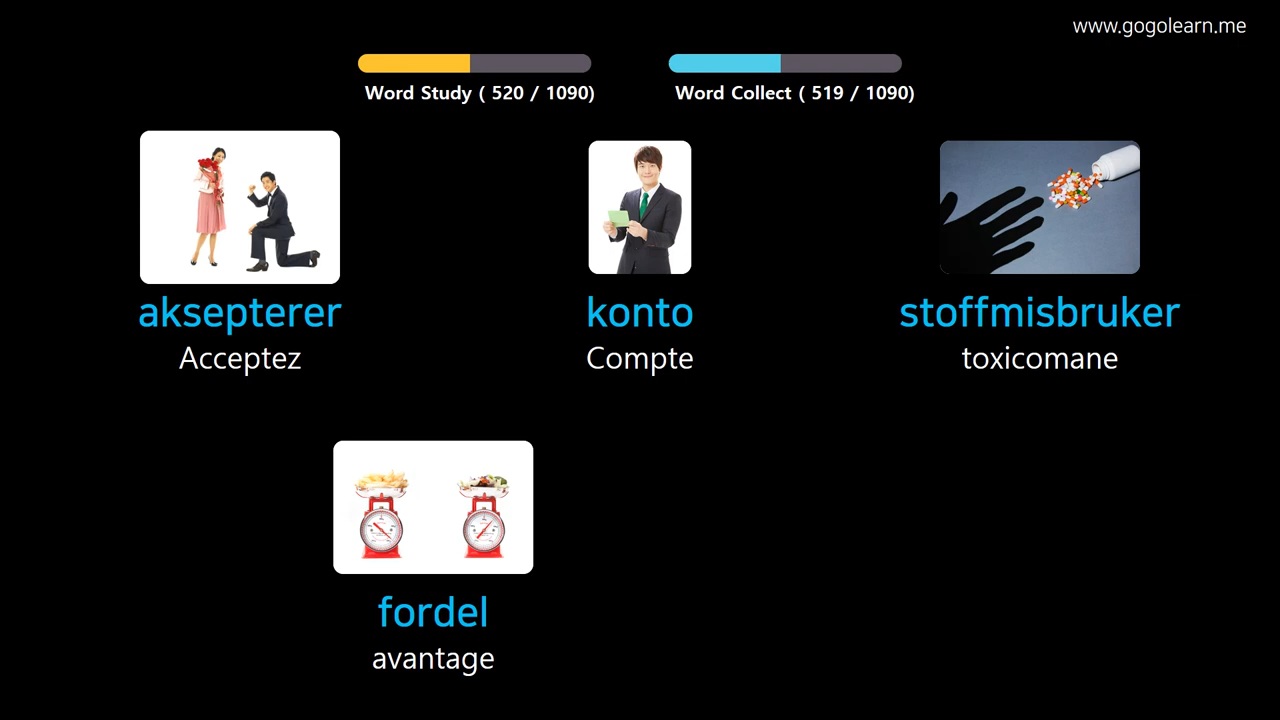 www.gogolearn.me
Word Study ( 520 / 1090)
Word Collect ( 519 / 1090)
aksepterer
Acceptez
konto
Compte
stoffmisbruker
toxicomane
fordel
avantage